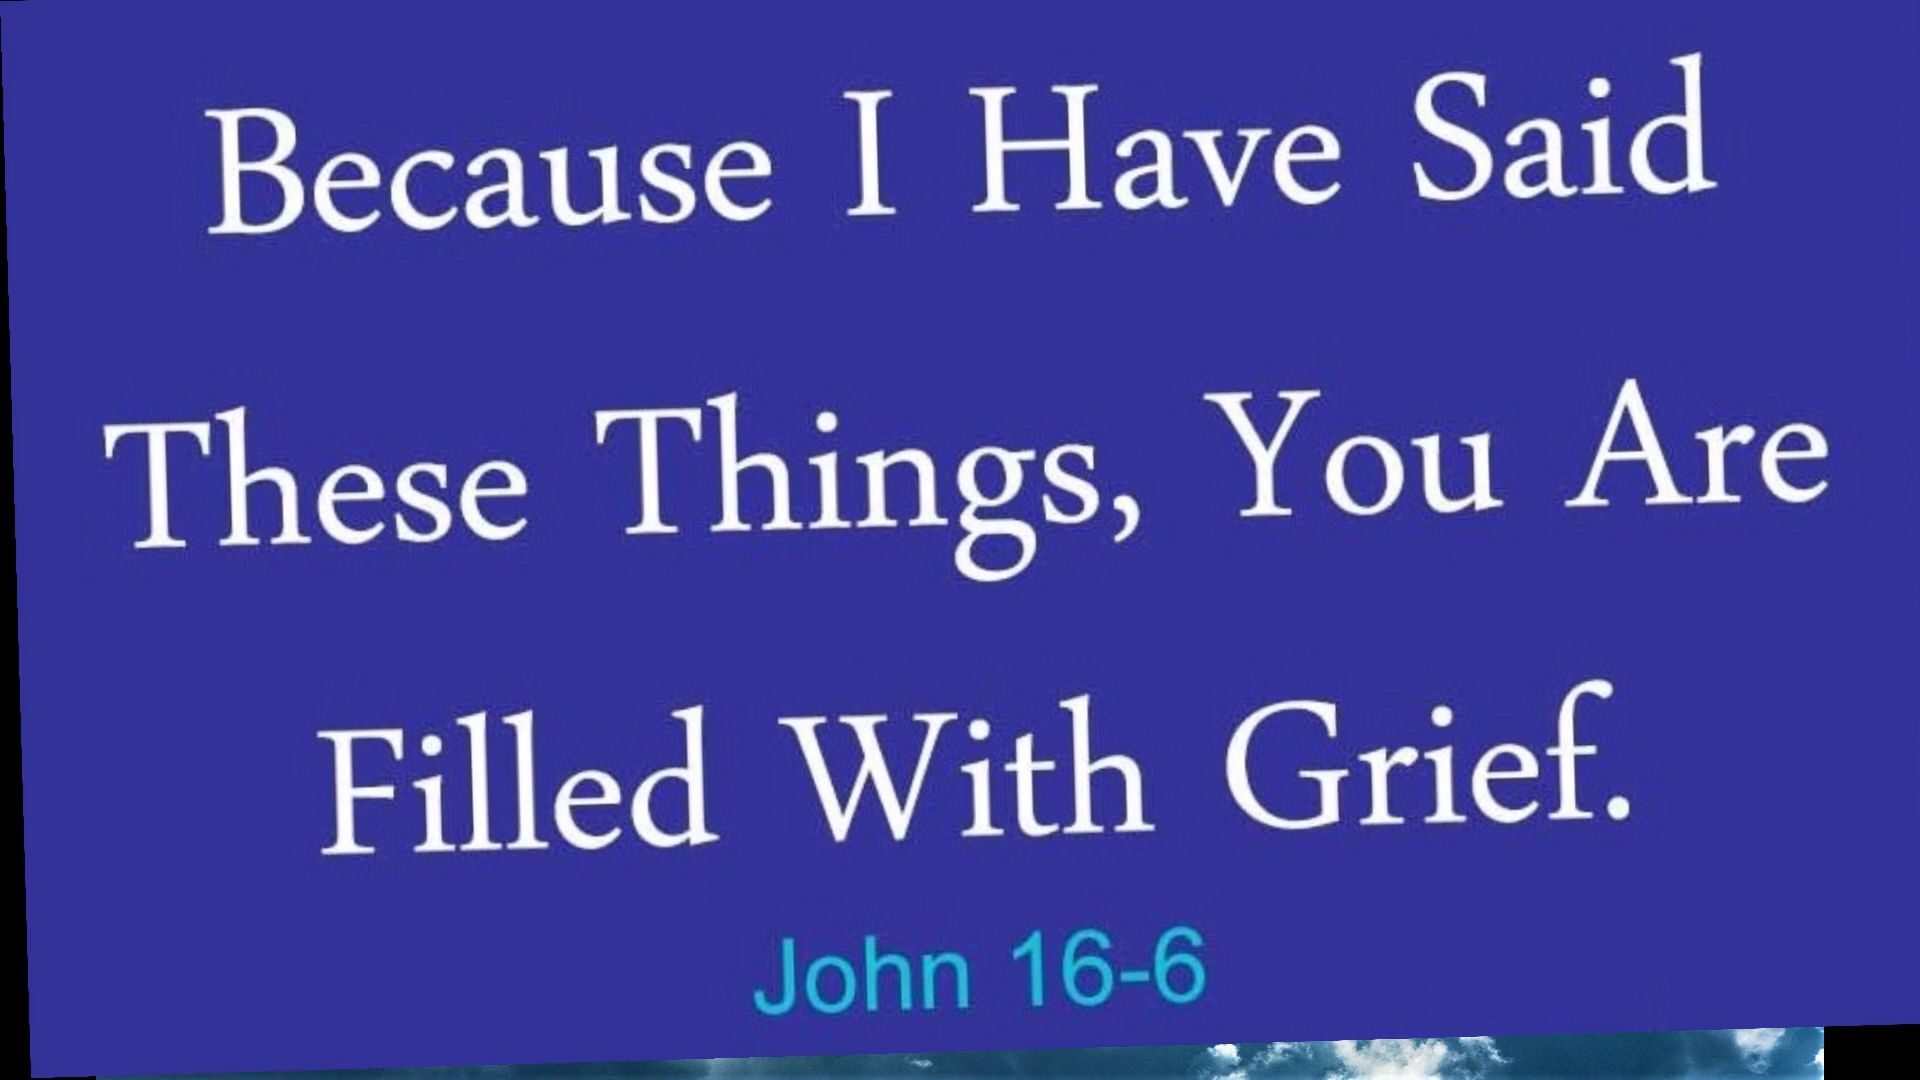 Because I Have Said
These Things, You Are
Filled With Grief.
John 16-6